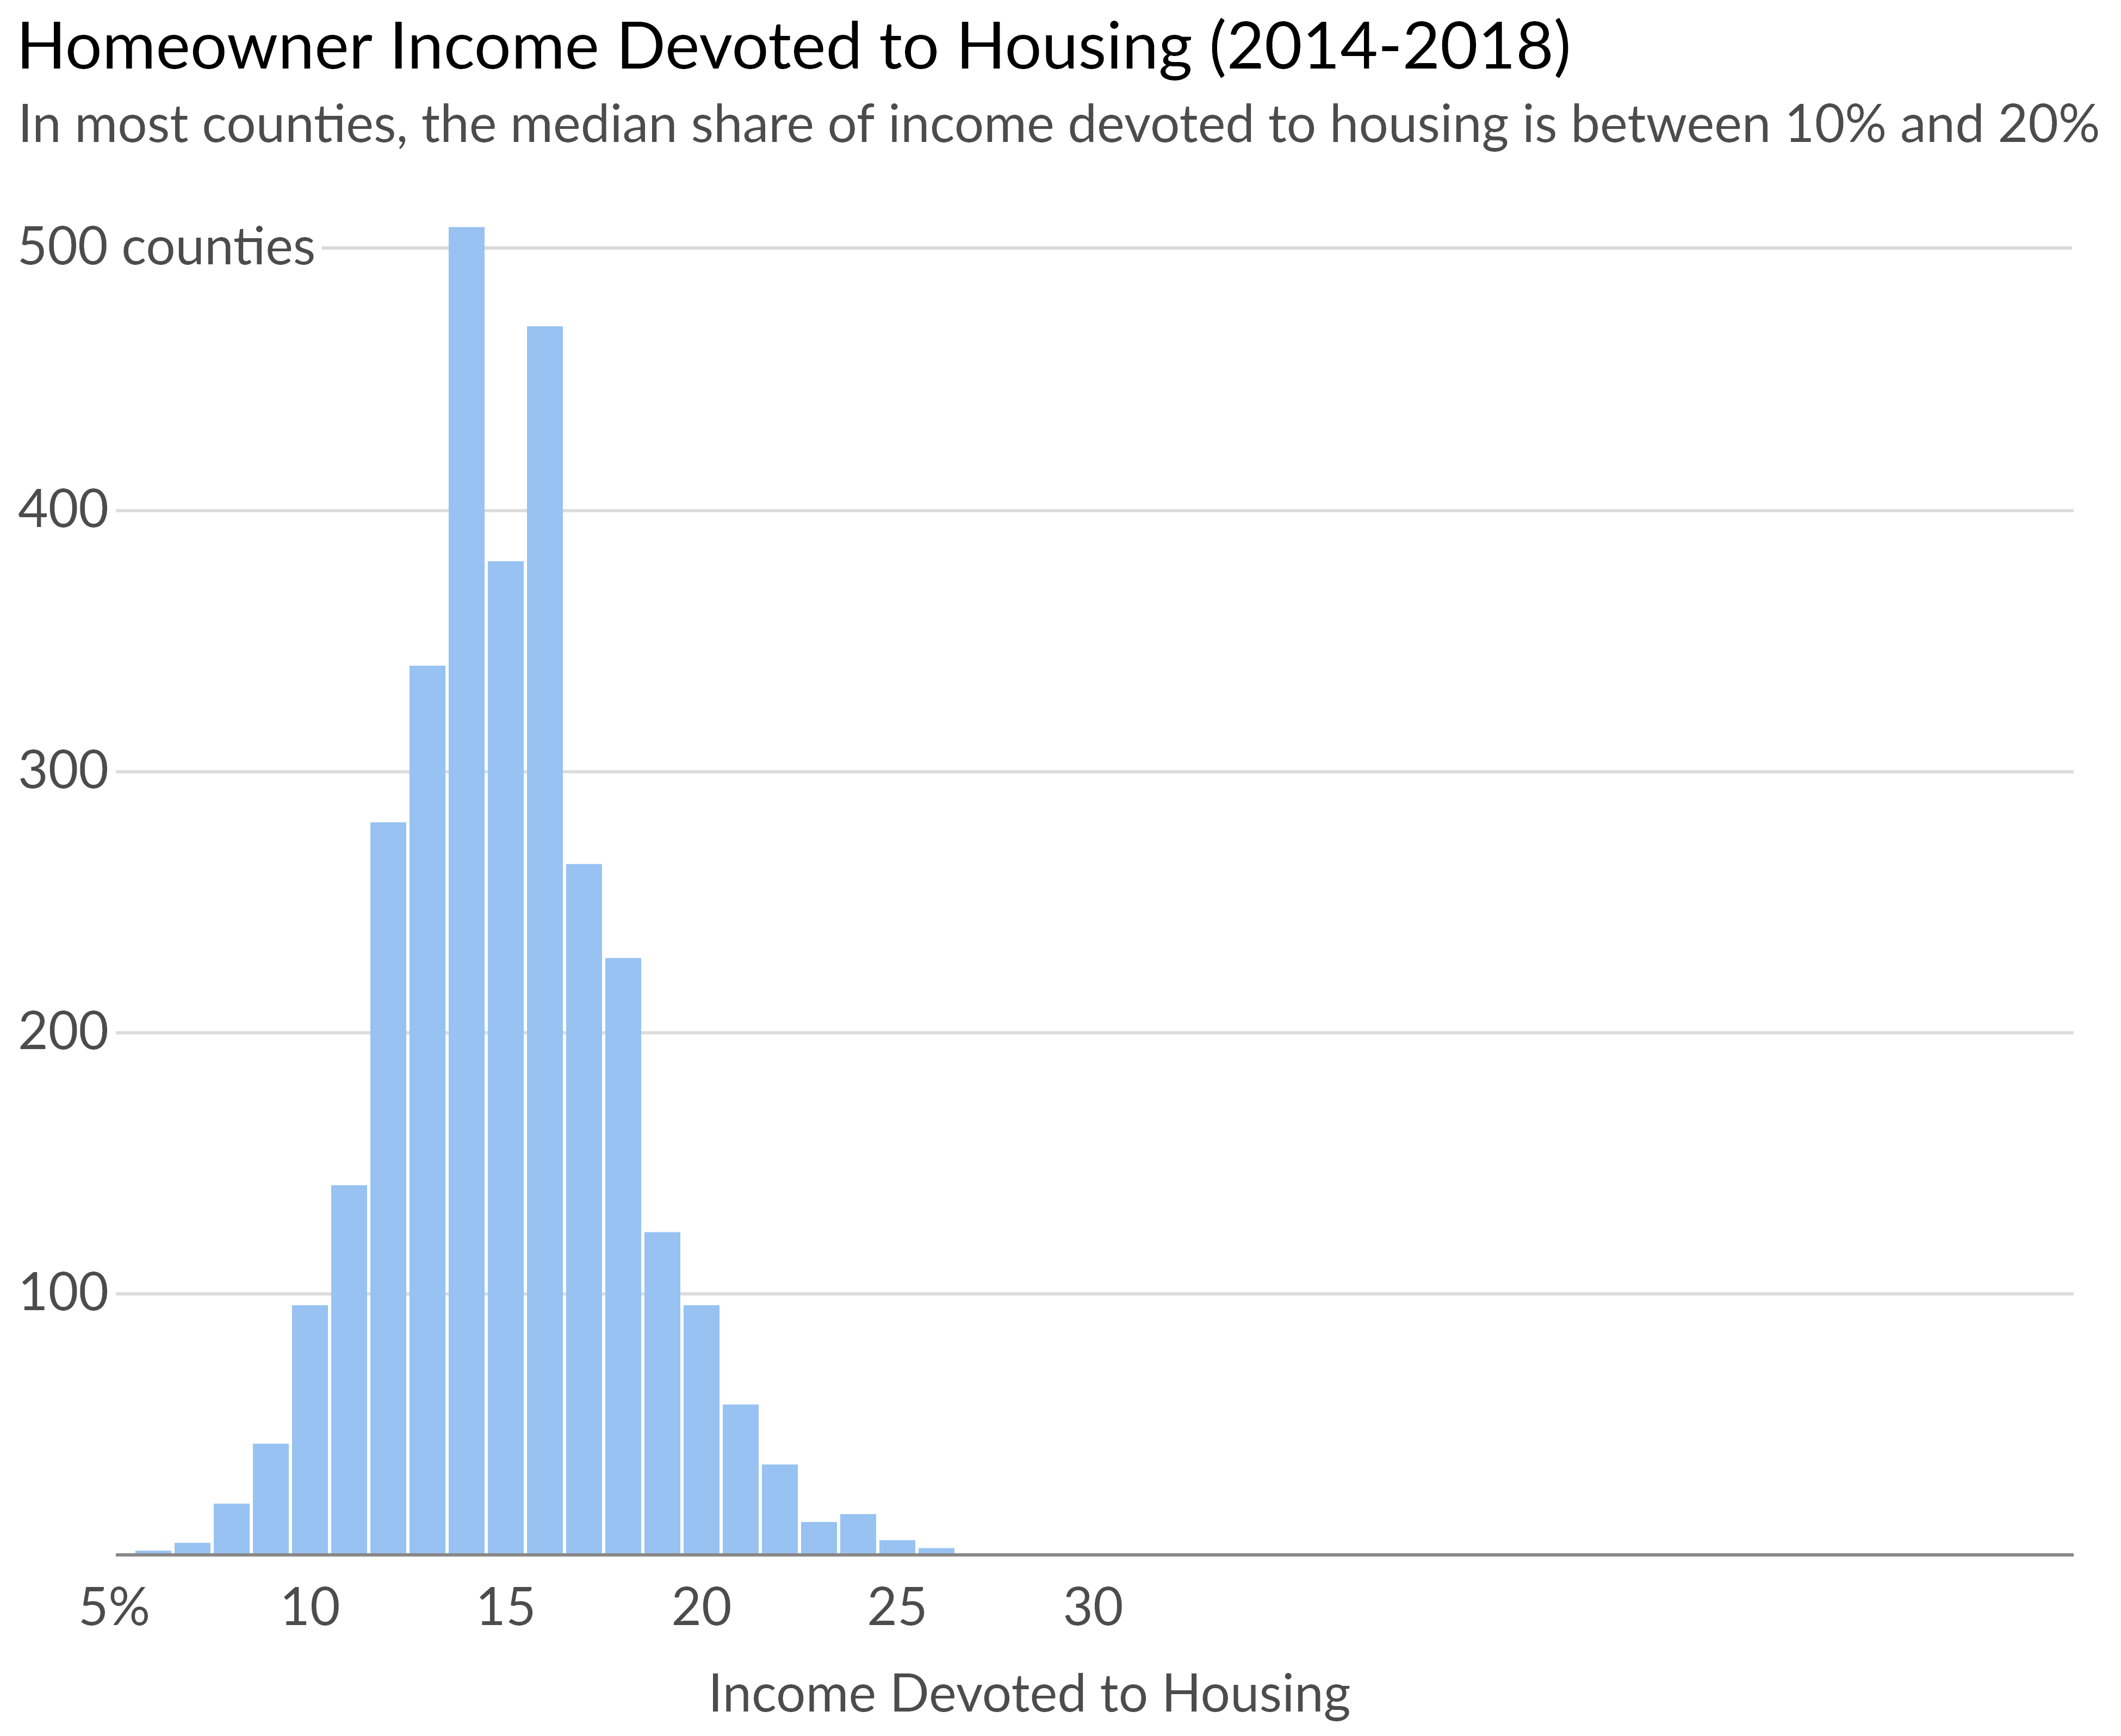 Homeowner Income Devoted to Housing (2014-2018)
In most counties, the median share of income devoted to housing is between 10% and 20%
500 counties
400
300
200
100
5% 10 15 20 25 30
Income Devoted to Housing